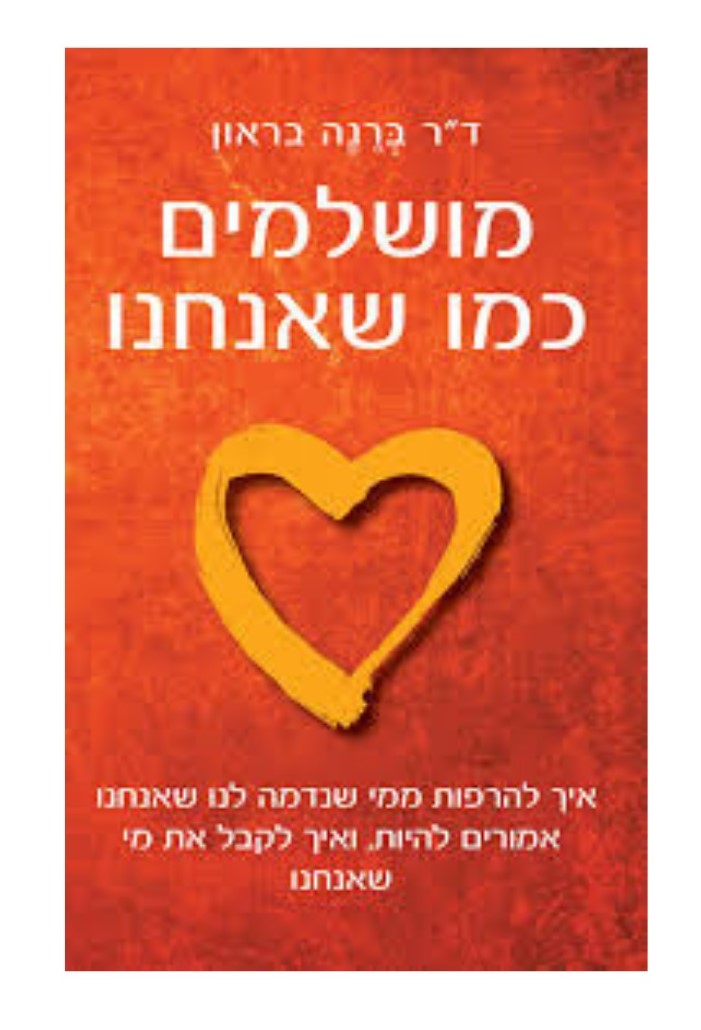 ד"ר בְּרֵנֶה בראון
מושלמים
כמו שאנחנו
איך להרפות ממי שנדמה לנו שאנחנו
אמורים להיות, ואיך לקבל את מי
שאנחנו